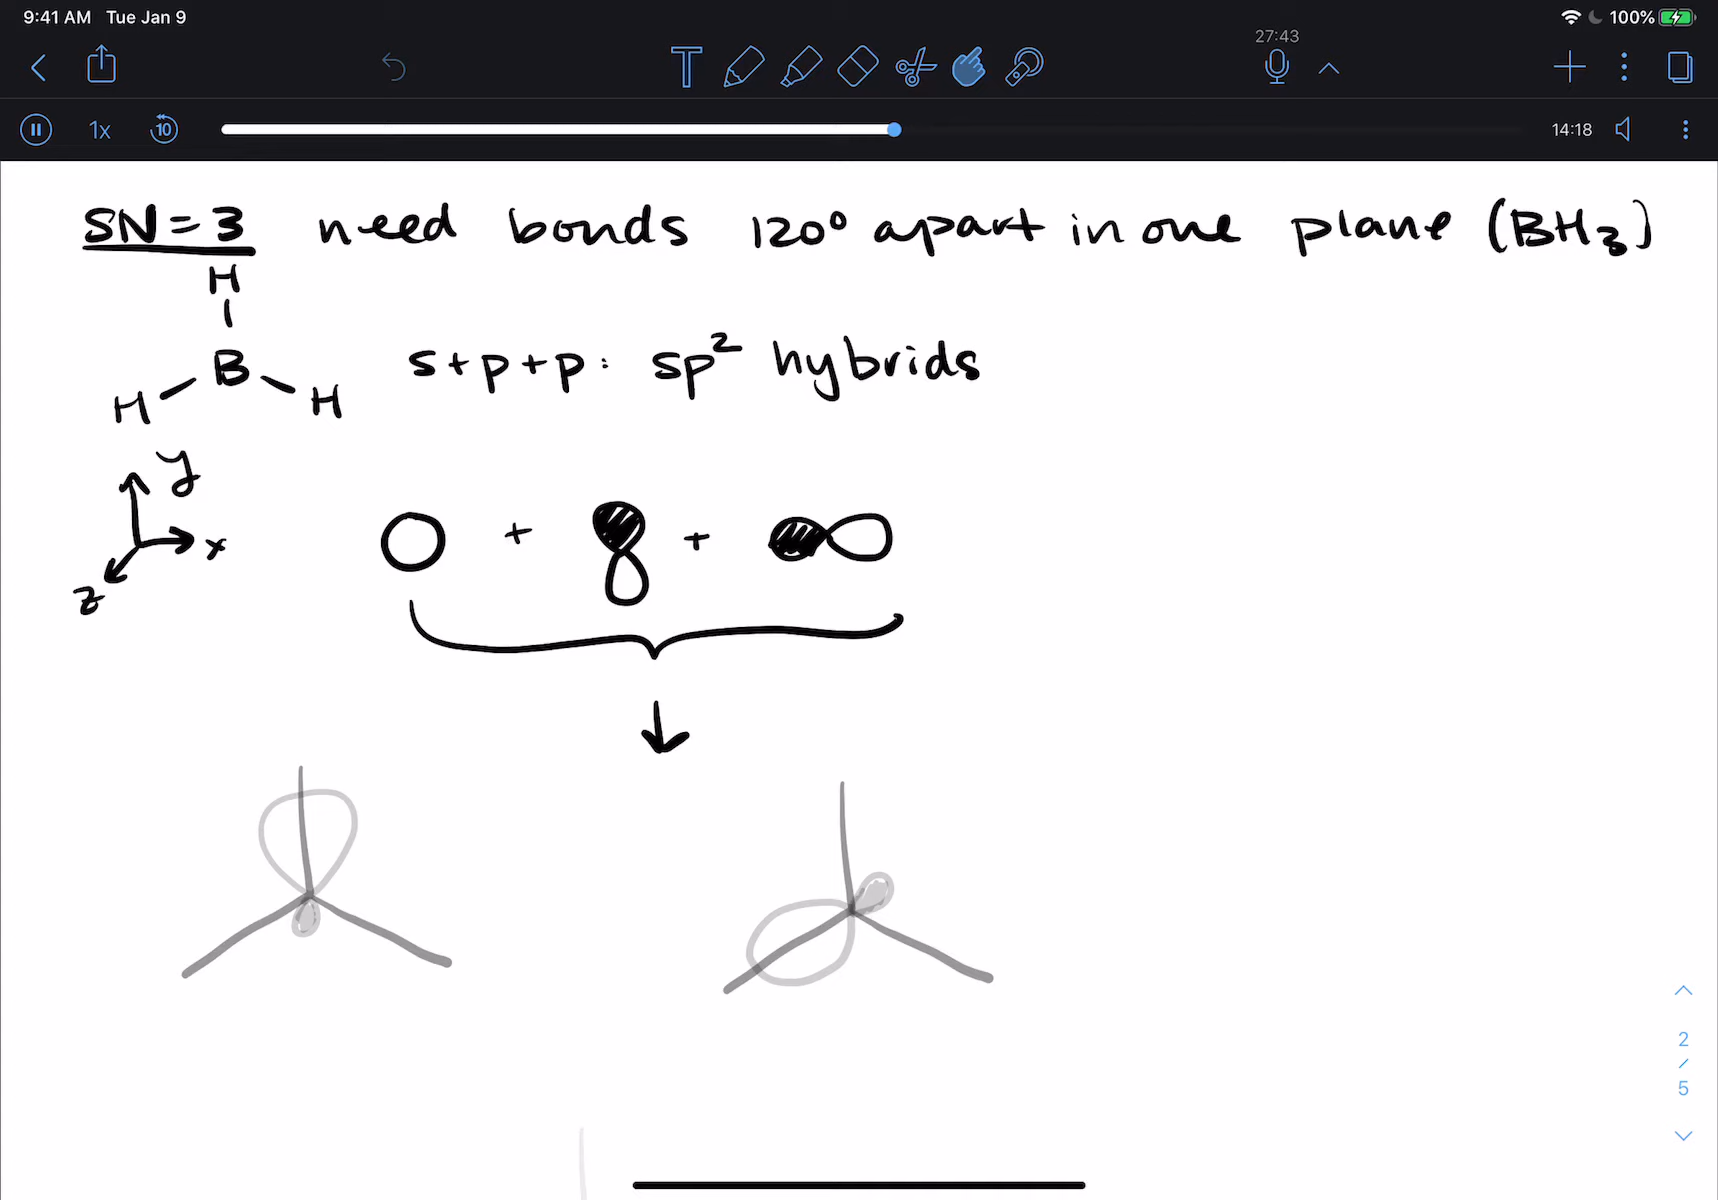 9:41 AM Tue Jan 9
100%
27:43
1x
10
14:18
SN=3 need bonds 120° apart in one plane (BH₃)
H
B
H H
s+p+p: sp² hybrids
y
x
z
+ +
2
/
5